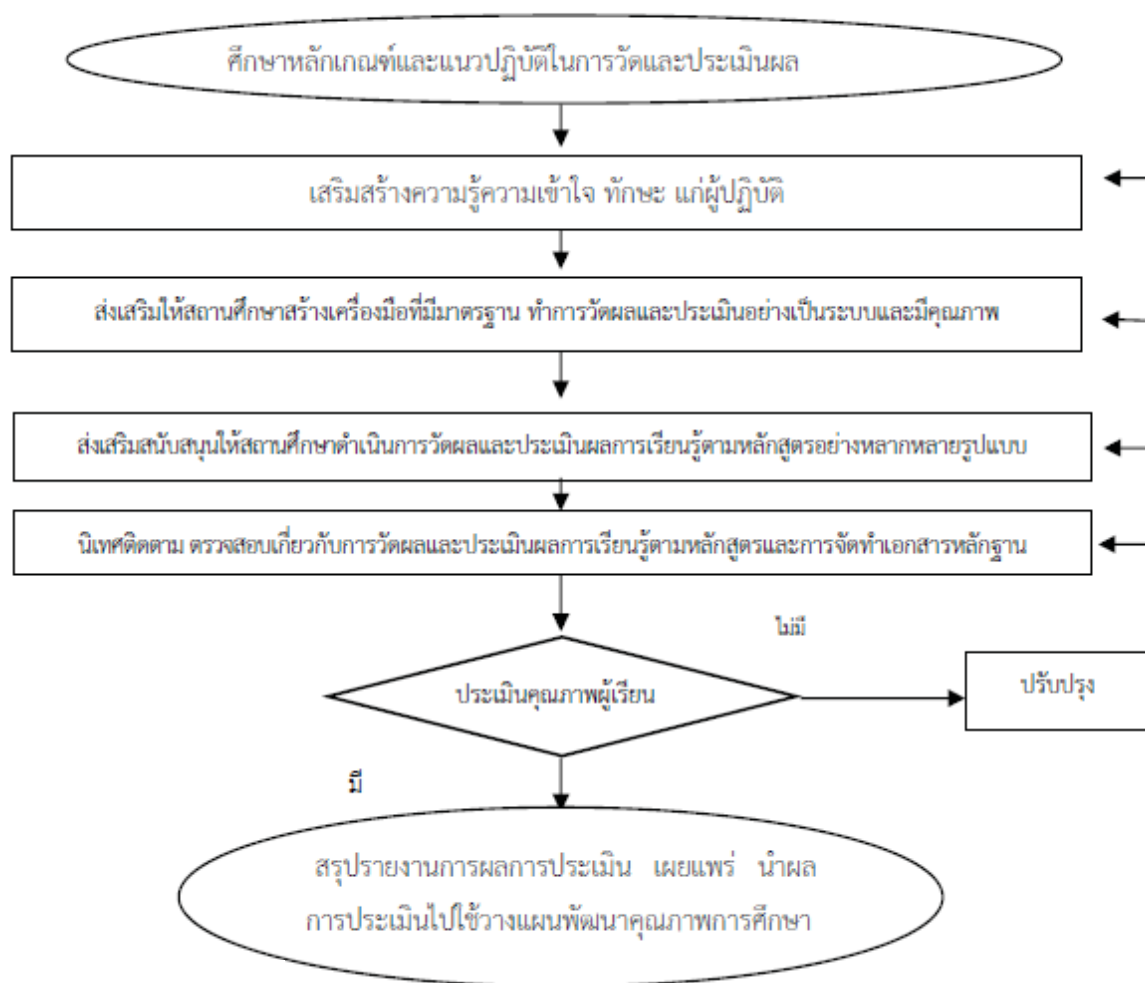 ศึกษาหลักเกณฑ์และแนวปฏิบัติในการวัดและประเมินผล
เสริมสร้างความรู้ความเข้าใจ ทักษะ แก่ผู้ปฏิบัติ
ส่งเสริมให้สถานศึกษาสร้างเครื่องมือที่มีมาตรฐาน ทำการวัดผลและประเมินอย่างเป็นระบบและมีคุณภาพ
ส่งเสริมสนับสนุนให้สถานศึกษาดำเนินการวัดผลและประเมินผลการเรียนรู้ตามหลักสูตรอย่างหลากหลายรูปแบบ
นิเทศติดตาม ตรวจสอบเกี่ยวกับการวัดผลและประเมินผลการเรียนรู้ตามหลักสูตรและการจัดทำเอกสารหลักฐาน
ไม่มี
ประเมินคุณภาพผู้เรียน
ปรับปรุง
มี
สรุปรายงานการผลการประเมิน เผยแพร่ นำผล
การประเมินไปใช้วางแผนพัฒนาคุณภาพการศึกษา